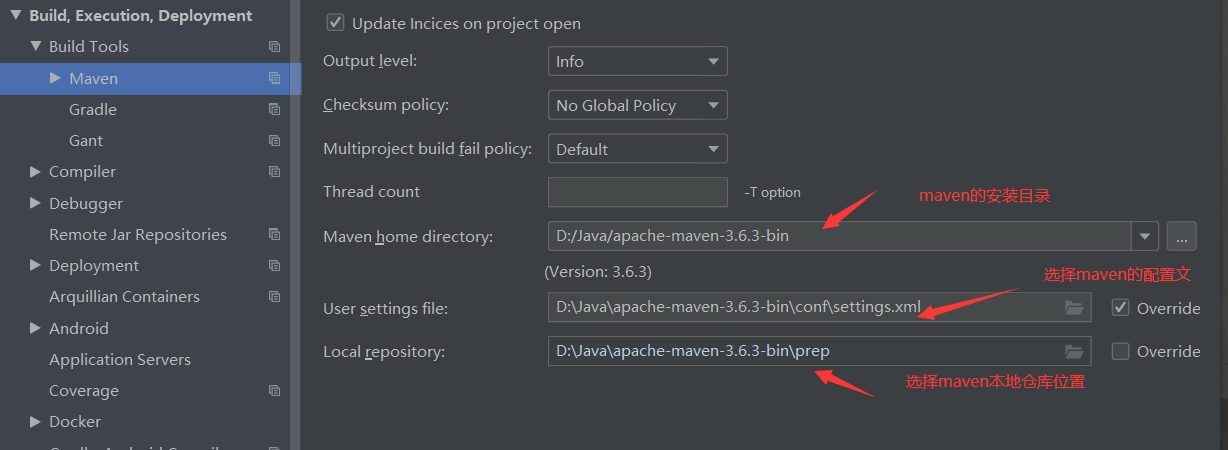 Build, Execution, Deployment
Build Tools
Maven
Gradle
Gant
Compiler
Debugger
Remote Jar Repositories
Deployment
Arquillian Containers
Android
Application Servers
Coverage
Docker
Update Incices on project open
Output level: Info
Checksum policy: No Global Policy
Multiproject build fail policy: Default
Thread count -T option
maven的安装目录
Maven home directory: D:/Java/apache-maven-3.6.3-bin ...
(Version: 3.6.3)
选择maven的配置文
User settings file: D:\Java\apache-maven-3.6.3-bin\conf\settings.xml Override
Local repository: D:\Java\apache-maven-3.6.3-bin\prep Override
选择maven本地仓库位置